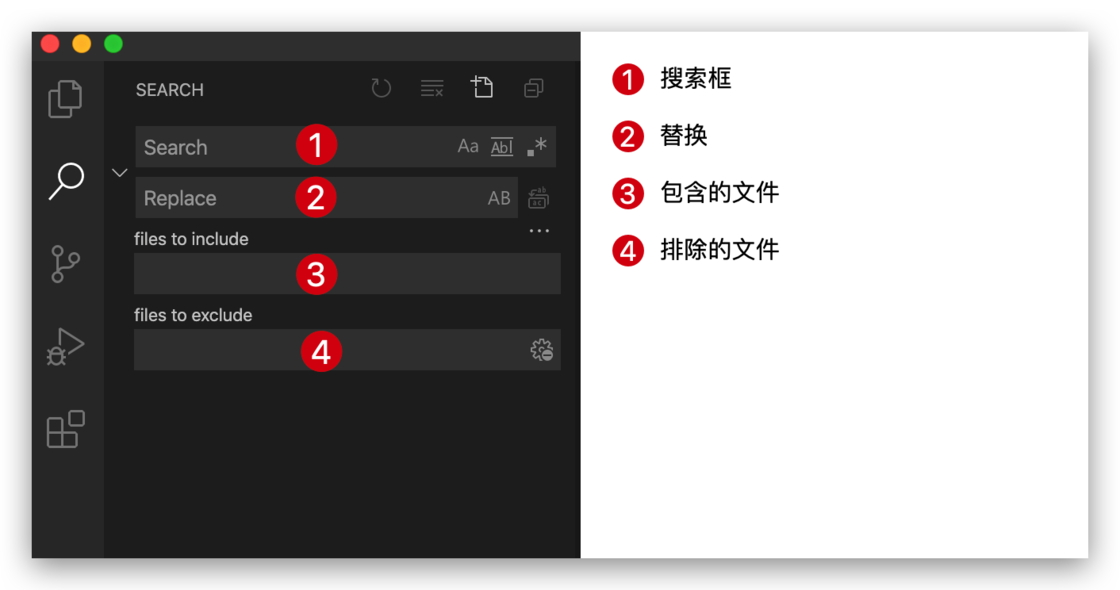 SEARCH
Search 1 Aa Abl .*
Replace 2 AB
files to include ...
3
files to exclude
4
1 搜索框
2 替换
3 包含的文件
4 排除的文件